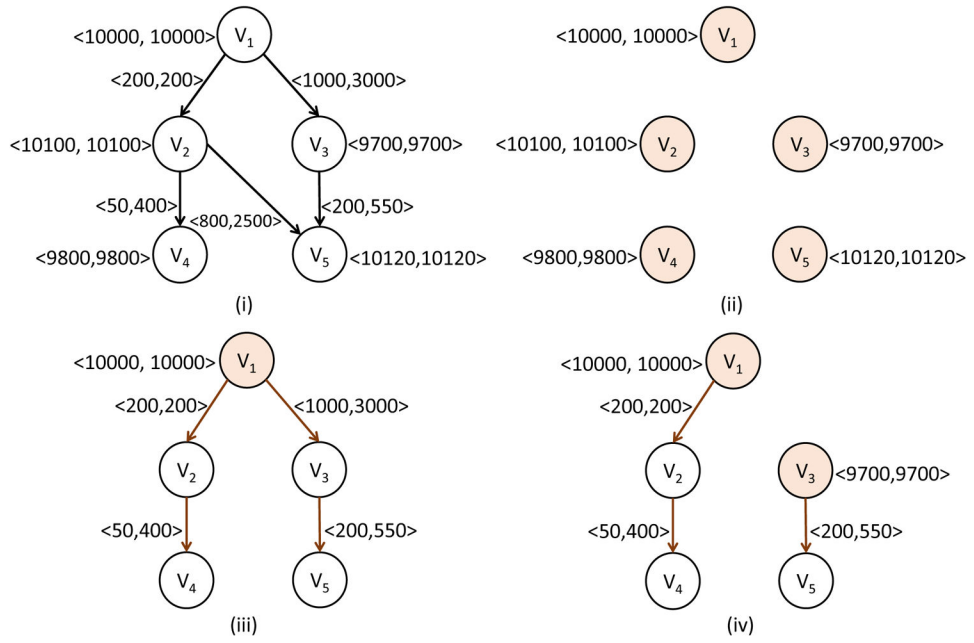 <10000, 10000> V1
<200,200> <1000,3000>
<10100, 10100> V2 V3 <9700,9700>
<50,400> <800,2500> <200,550>
<9800,9800> V4 V5 <10120,10120>
(i)
<10000, 10000> V1
<10100, 10100> V2 V3 <9700,9700>
<9800,9800> V4 V5 <10120,10120>
(ii)
<10000, 10000> V1
<200,200> <1000,3000>
V2 V3
<50,400> <200,550>
V4 V5
(iii)
<10000, 10000> V1
<200,200>
V2 V3 <9700,9700>
<50,400> <200,550>
V4 V5
(iv)